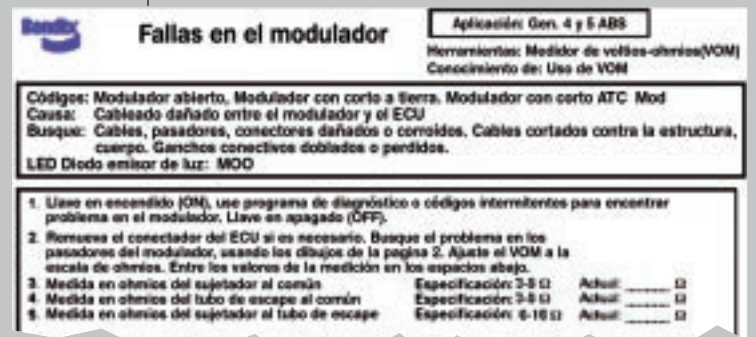 Bendix
Fallas en el modulador
Aplicación: Gen. 4 y 5 ABS
Herramientas: Medidor de voltios-ohmios(VOM)
Conocimiento de: Uso de VOM
Códigos: Modulador abierto, Modulador con corto a tierra. Modulador con corto ATC Mod
Causa: Cableado dañado entre el modulador y el ECU
Busque: Cables, pasadores, conectores dañados o corroidos. Cables cortados contra la estructura,
cuerpo. Ganchos conectivos doblados o perdidos.
LED Diodo emisor de luz: MOD
1. Llave en encendido (ON), use programa de diagnóstico o códigos intermitentes para encontrar
problema en el modulador. Llave en apagado (OFF).
2. Remueva el conectador del ECU si es necesario. Busque el problema en los
pasadores del modulador, usando los dibujos de la pagina 2. Ajuste el VOM a la
escala de ohmios. Entre los valores de la medición en los espacios abajo.
3. Medida en ohmios del sujetador al común Especificación: 3-8 Ω Actual: ______ Ω
4. Medida en ohmios del tubo de escape al común Especificación: 3-8 Ω Actual: ______ Ω
5. Medida en ohmios del sujetador al tubo de escape Especificación: 6-16 Ω Actual: ______ Ω